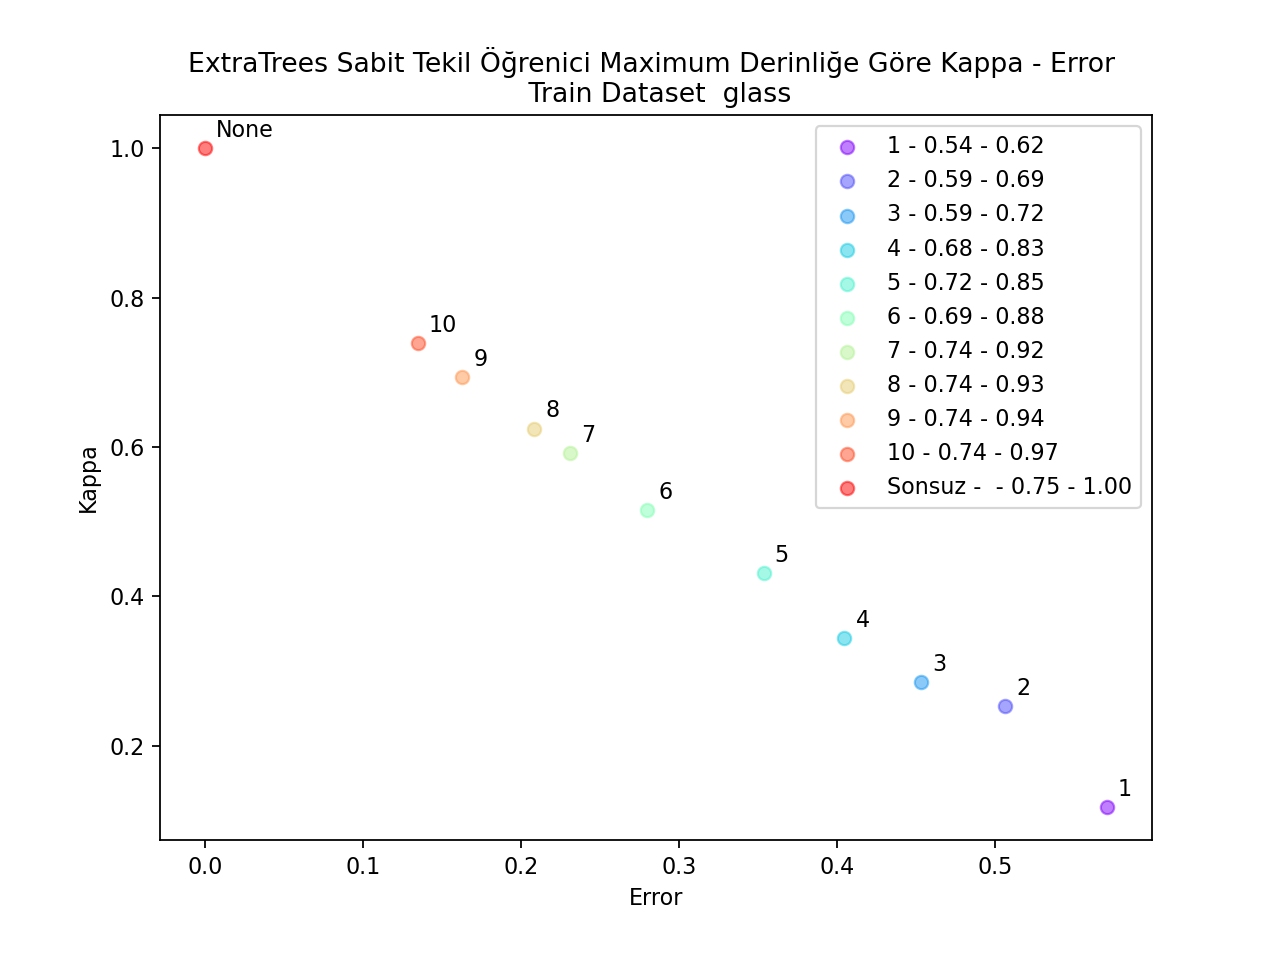 ExtraTrees Sabit Tekil Öğrenici Maximum Derinliğe Göre Kappa - Error
Train Dataset  glass
None
1.0
1 - 0.54 - 0.62
2 - 0.59 - 0.69
3 - 0.59 - 0.72
4 - 0.68 - 0.83
5 - 0.72 - 0.85
6 - 0.69 - 0.88
7 - 0.74 - 0.92
8 - 0.74 - 0.93
9 - 0.74 - 0.94
10 - 0.74 - 0.97
Sonsuz -  - 0.75 - 1.00
0.8
10
9
8
7
0.6
Kappa
6
5
0.4
4
3
2
0.2
1
0.0
0.1
0.2
0.3
0.4
0.5
Error